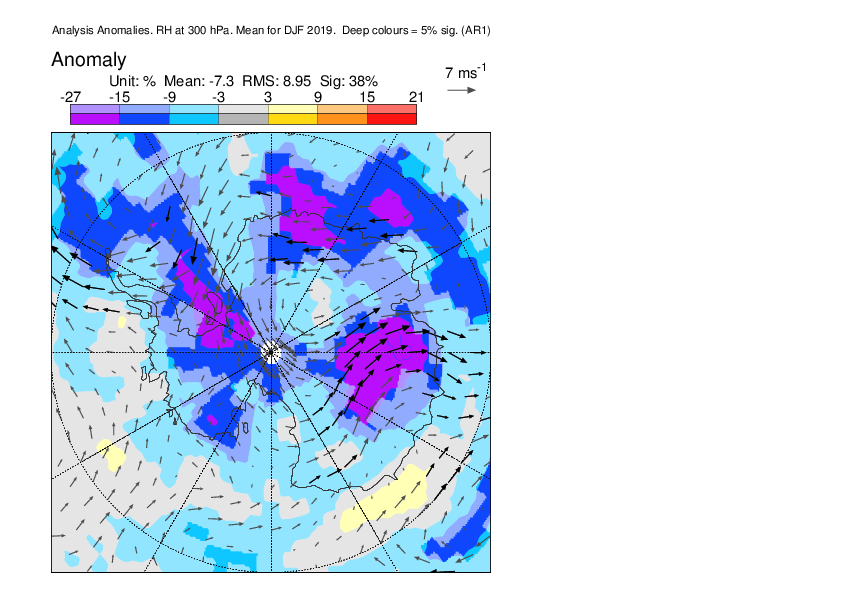 Analysis Anomalies. RH at 300 hPa. Mean for DJF 2019.  Deep colours = 5% sig. (AR1)
Anomaly
7 ms-1
Unit: %  Mean: -7.3  RMS: 8.95  Sig: 38%
-27 -15 -9 -3 3 9 15 21